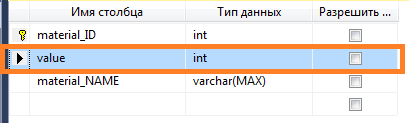 Имя столбца Тип данных Разрешить ...
material_ID int
value int
material_NAME varchar(MAX)